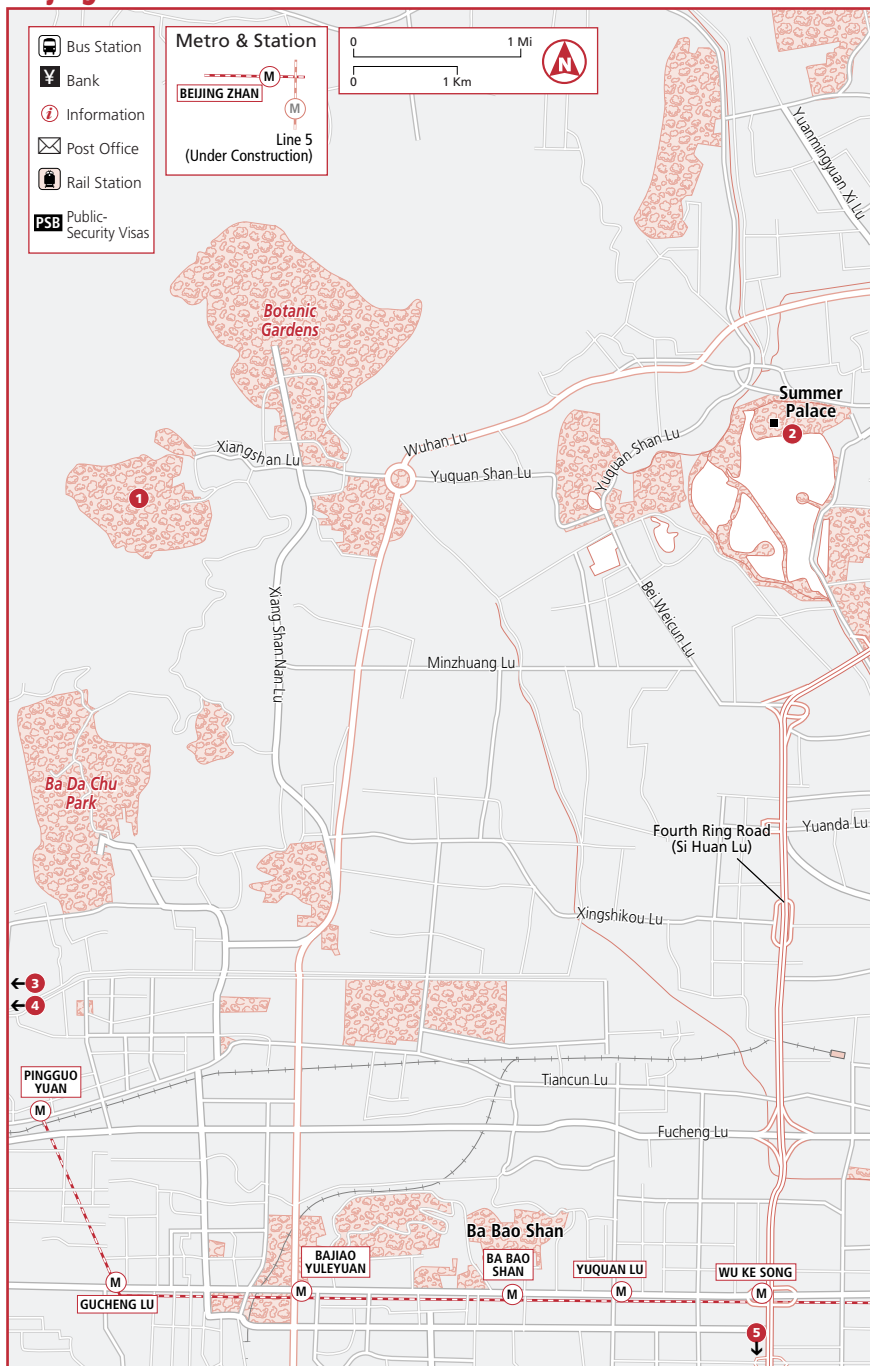 Bus Station
Bank
Information
Post Office
Rail Station
PSB
Public-
Security Visas
Metro & Station
M
BEIJING ZHAN
M
Line 5
(Under Construction)
0 1 Mi
0 1 Km
N
Yuanmingyuan Xi Lu
Botanic
Gardens
Summer
Palace
2
Wuhan Lu
Xiangshan Lu
Yuquan Shan Lu
Yuquan Shan Lu
1
Bei Weicun Lu
Xiang Shan Nan Lu
Minzhuang Lu
Ba Da Chu
Park
Fourth Ring Road
(Si Huan Lu)
Yuanda Lu
Xingshikou Lu
3
4
PINGGUO
YUAN
M
Tiancun Lu
Fucheng Lu
Ba Bao Shan
BAJIAO
YULEYUAN
BA BAO
SHAN
YUQUAN LU
WU KE SONG
M
M
M
M
M
GUCHENG LU
5